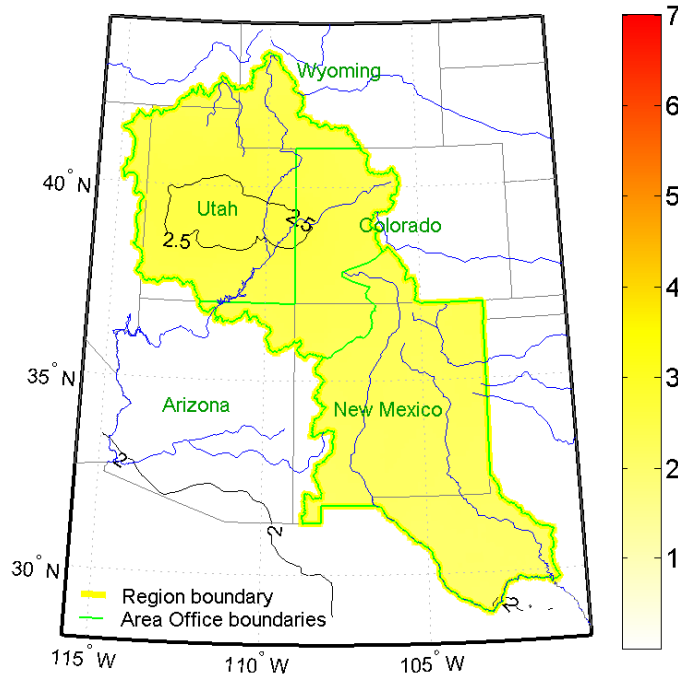 7
Wyoming
6
40° N
Utah
2.5
2.5
Colorado
5
4
35° N
Arizona
New Mexico
3
2
2
2
1
30° N
Region boundary
2
Area Office boundaries
115° W
110° W
105° W